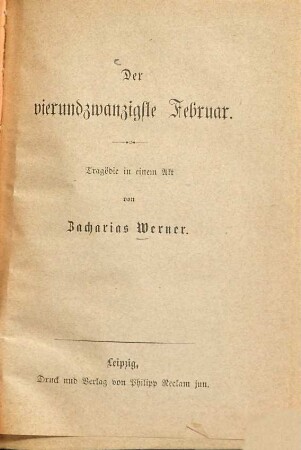 Der
vierundzwanzigste Februar.
Tragödie in einem Akt
von
Zacharias Werner.
Leipzig,
Druck und Verlag von Philipp Reclam jun.